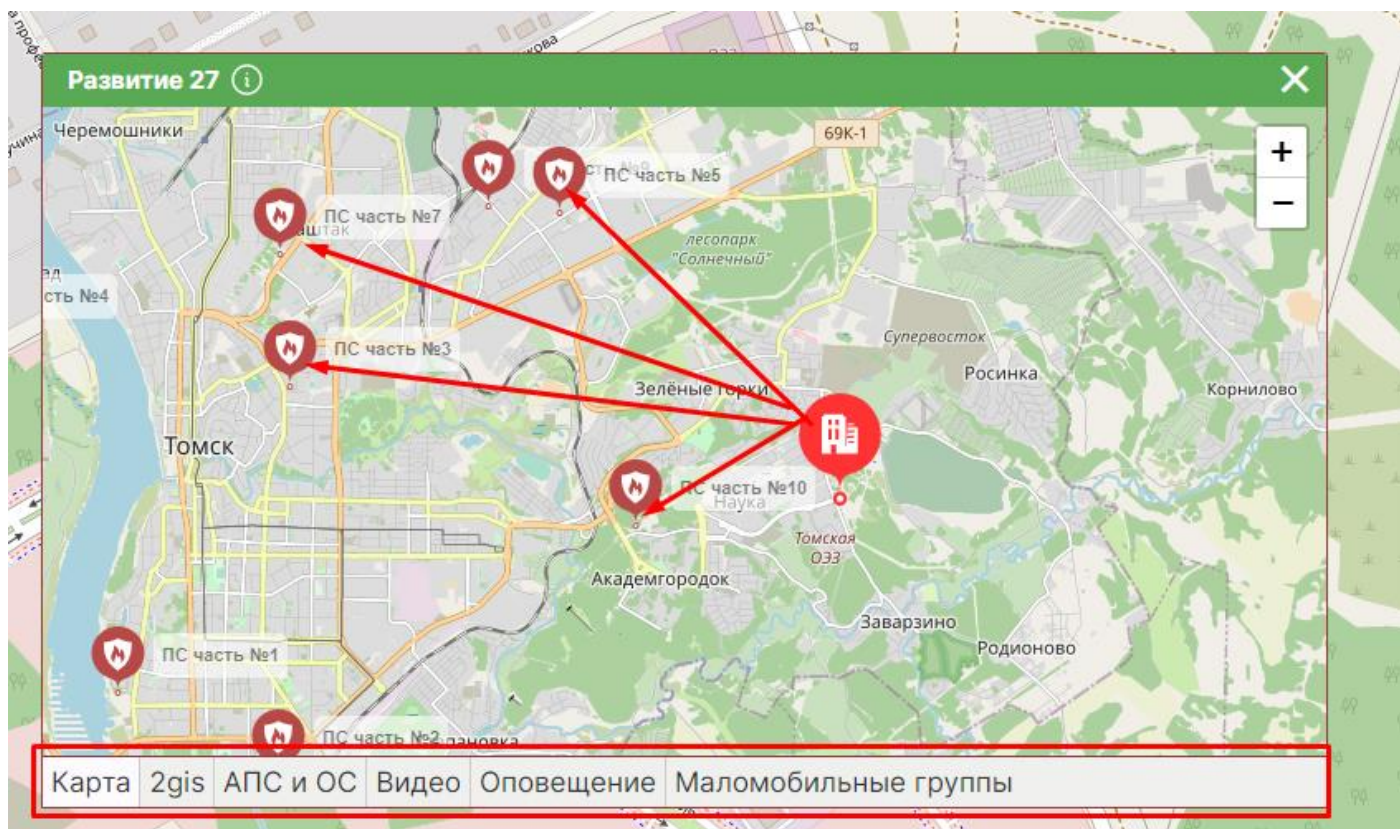 Развитие 27
Черемошники
69К-1
ПС часть №5
ПС часть №7
лесопарк
"Солнечный"
сть №4
Супервосток
ПС часть №3
Росинка
Зелёные горки
Корнилово
Томск
ПС часть №10
Наука
Томская
ОЭЗ
Академгородок
Заварзино
ПС часть №1
Родионово
ПС часть №2
+
−
Карта 2gis АПС и ОС Видео Оповещение Маломобильные группы